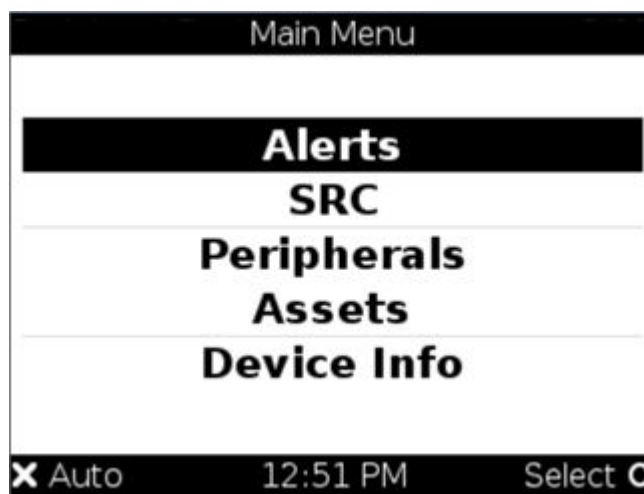 Main Menu
Alerts
SRC
Peripherals
Assets
Device Info
X Auto 12:51 PM Select O